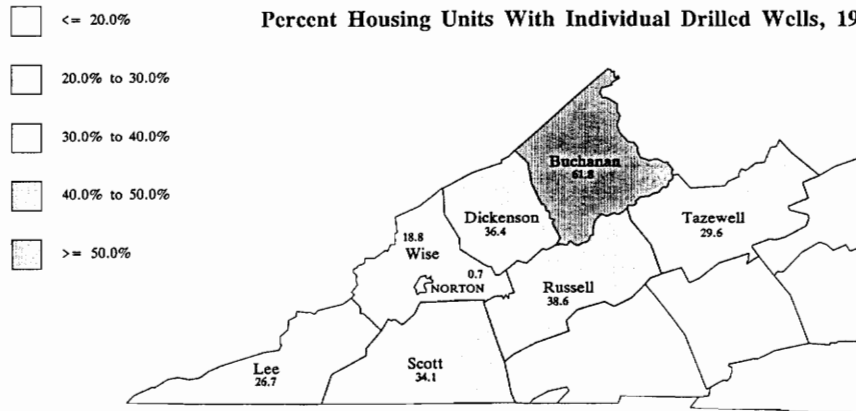 Percent Housing Units With Individual Drilled Wells, 19
<= 20.0%
20.0% to 30.0%
30.0% to 40.0%
40.0% to 50.0%
>= 50.0%
Buchanan
61.8
Dickenson
36.4
Tazewell
29.6
18.8
Wise
0.7
NORTON
Russell
38.6
Lee
26.7
Scott
34.1